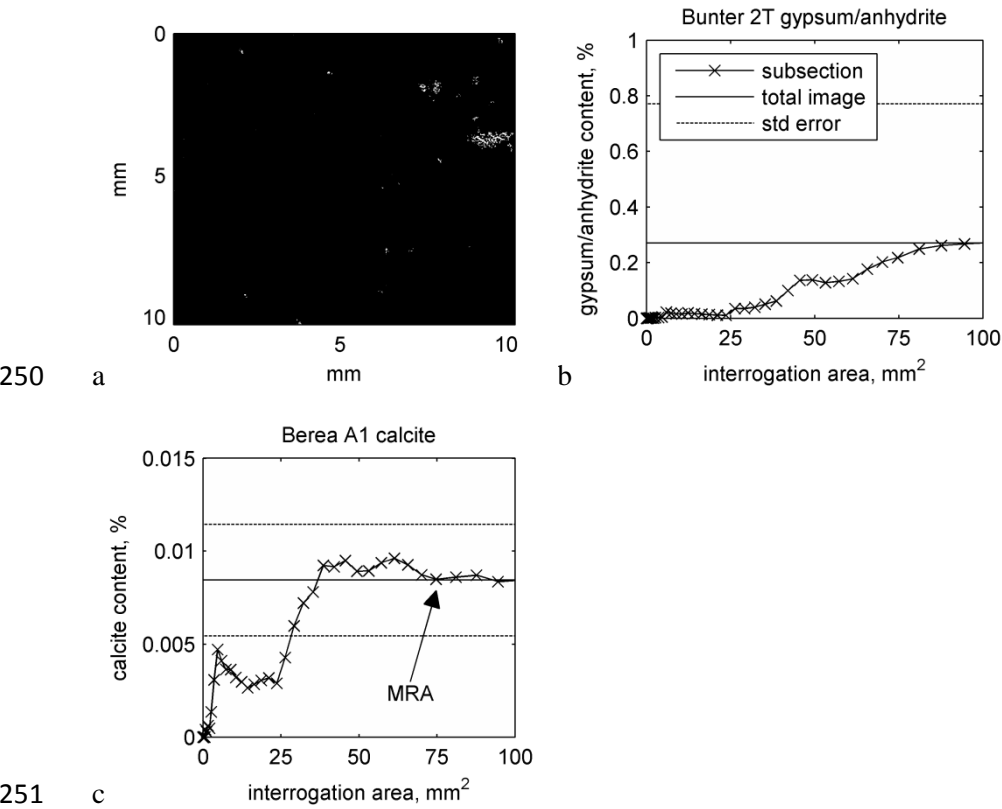 0
5
10
mm
0
5
10
mm
250 a
Bunter 2T gypsum/anhydrite
1
0.8
0.6
0.4
0.2
0
gypsum/anhydrite content, %
subsection
total image
std error
0
25
50
75
100
interrogation area, mm²
b
Berea A1 calcite
0.015
0.01
0.005
0
calcite content, %
MRA
0
25
50
75
100
interrogation area, mm²
251 c